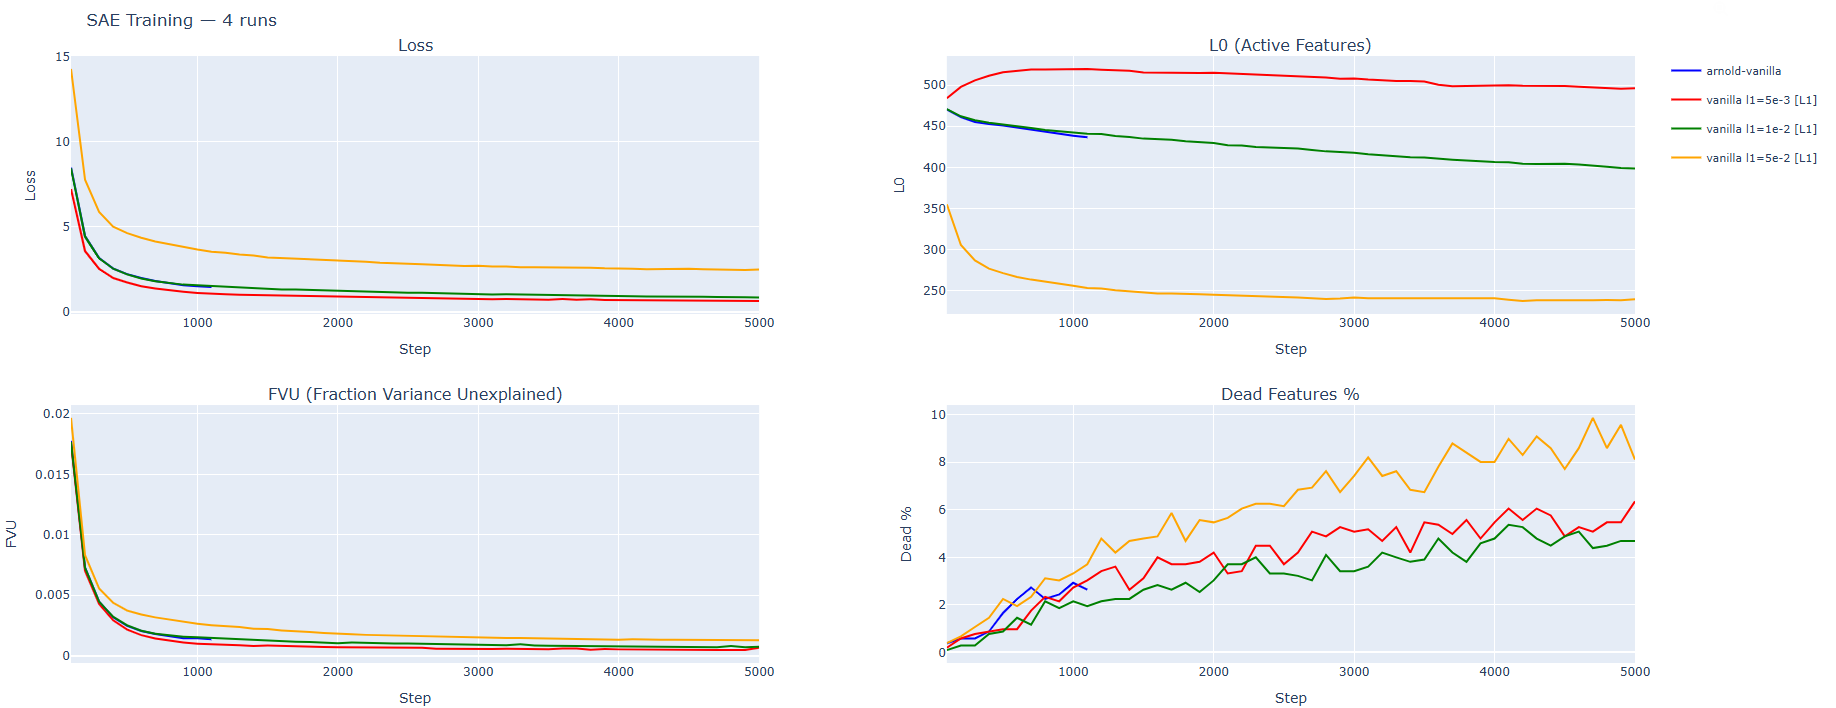 SAE Training — 4 runs
Loss
15
10
5
0
Loss
1000
2000
3000
4000
5000
Step
L0 (Active Features)
500
450
400
350
300
250
L0
1000
2000
3000
4000
5000
Step
arnold-vanilla
vanilla l1=5e-3 [L1]
vanilla l1=1e-2 [L1]
vanilla l1=5e-2 [L1]
FVU (Fraction Variance Unexplained)
0.02
0.015
0.01
0.005
0
FVU
1000
2000
3000
4000
5000
Step
Dead Features %
10
8
6
4
2
0
Dead %
1000
2000
3000
4000
5000
Step